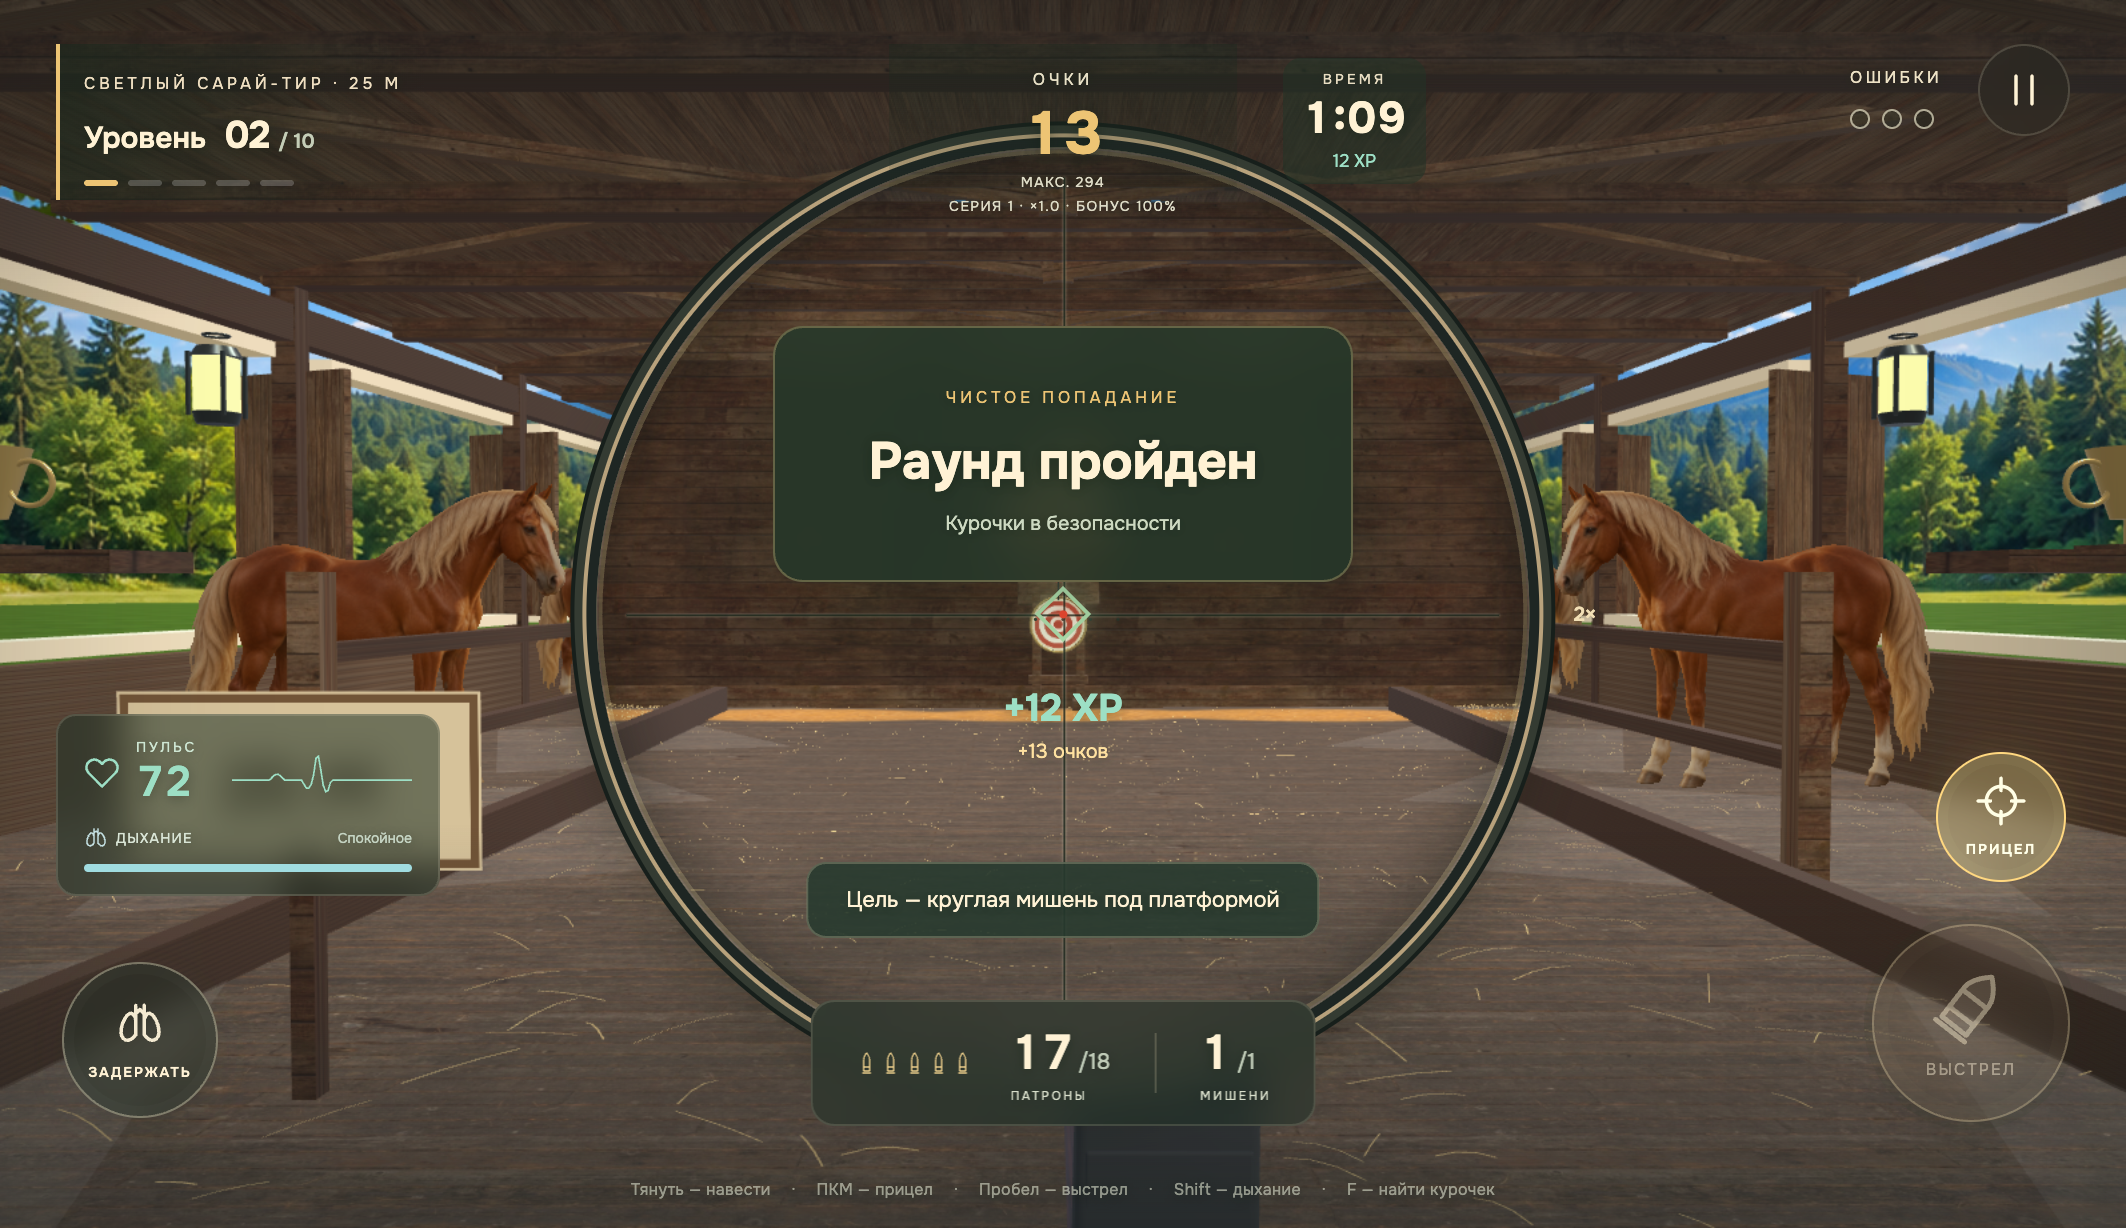 СВЕТЛЫЙ САРАЙ-ТИР · 25 М
Уровень 02 / 10
ОЧКИ
13
МАКС. 294
СЕРИЯ 1 · ×1.0 · БОНУС 100%
ВРЕМЯ
1:09
12 XP
ОШИБКИ
ЧИСТОЕ ПОПАДАНИЕ
Раунд пройден
Курочки в безопасности
2×
+12 XP
+13 очков
ПУЛЬС
72
ДЫХАНИЕ Спокойное
ПРИЦЕЛ
Цель — круглая мишень под платформой
ЗАДЕРЖАТЬ
17 /18
ПАТРОНЫ
1 /1
МИШЕНИ
ВЫСТРЕЛ
Тянуть — навести · ПКМ — прицел · Пробел — выстрел · Shift — дыхание · F — найти курочек